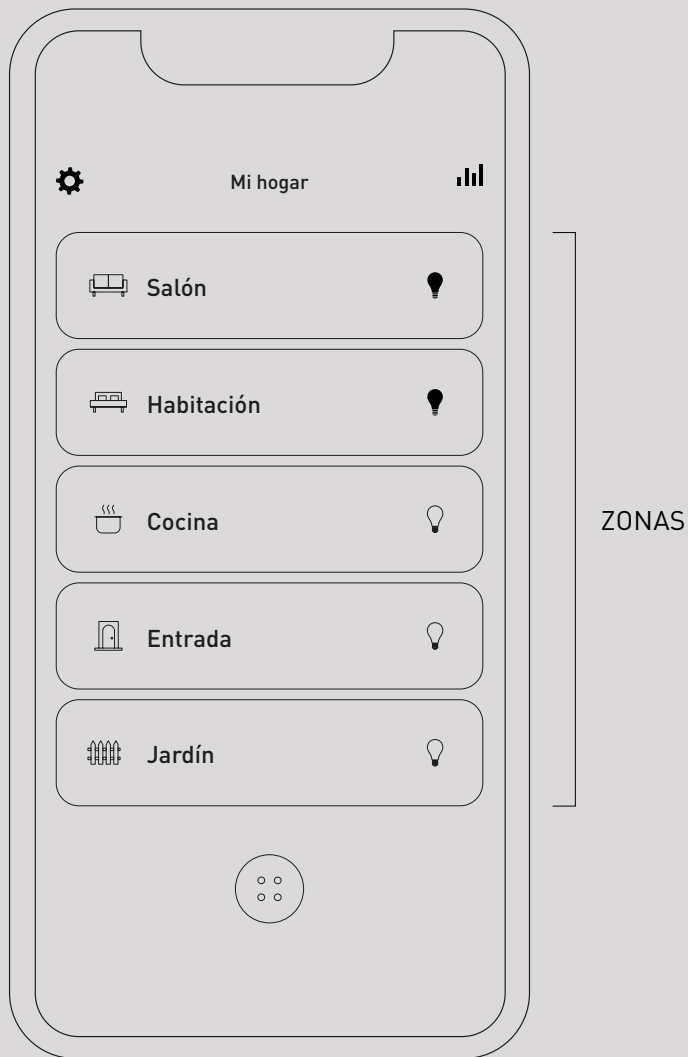 Mi hogar
Salón
Habitación
Cocina
ZONAS
Entrada
Jardín